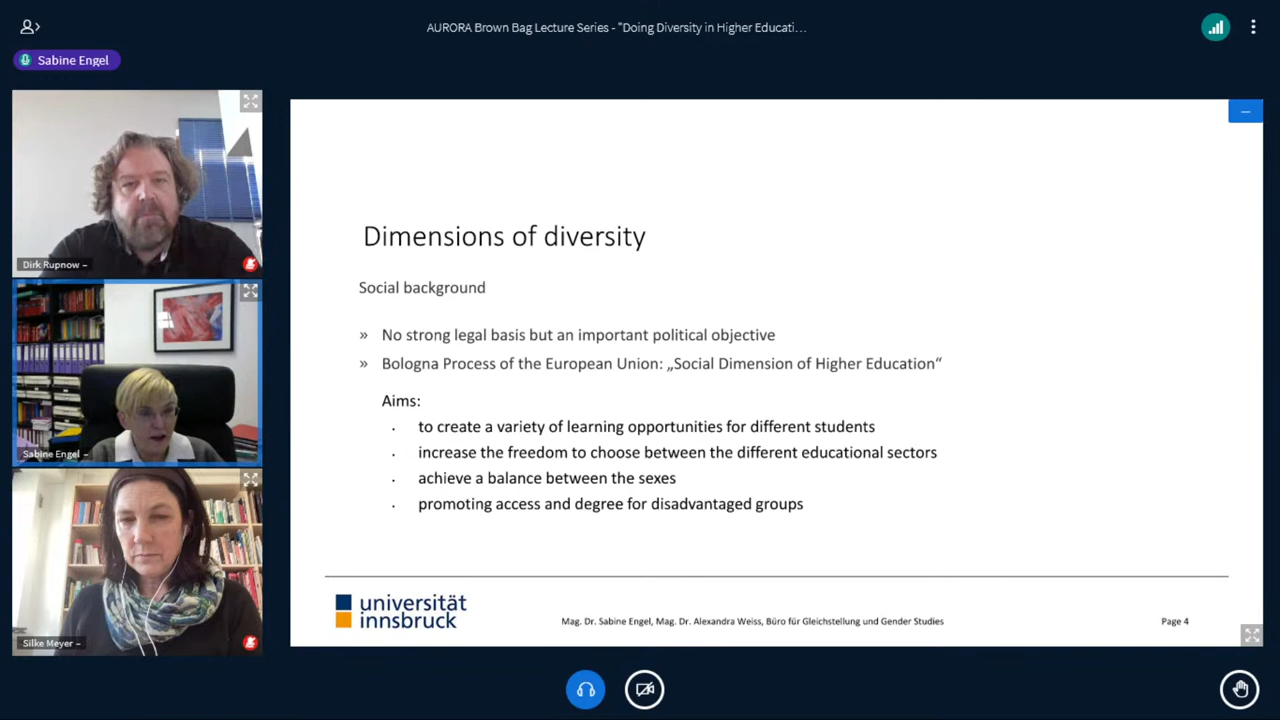 AURORA Brown Bag Lecture Series - "Doing Diversity in Higher Educati…
Sabine Engel
Dirk Rupnow –
Sabine Engel –
Silke Meyer –
Dimensions of diversity
Social background
» No strong legal basis but an important political objective
» Bologna Process of the European Union: „Social Dimension of Higher Education“
Aims:
. to create a variety of learning opportunities for different students
. increase the freedom to choose between the different educational sectors
. achieve a balance between the sexes
. promoting access and degree for disadvantaged groups
universität
innsbruck
Mag. Dr. Sabine Engel, Mag. Dr. Alexandra Weiss, Büro für Gleichstellung und Gender Studies
Page 4